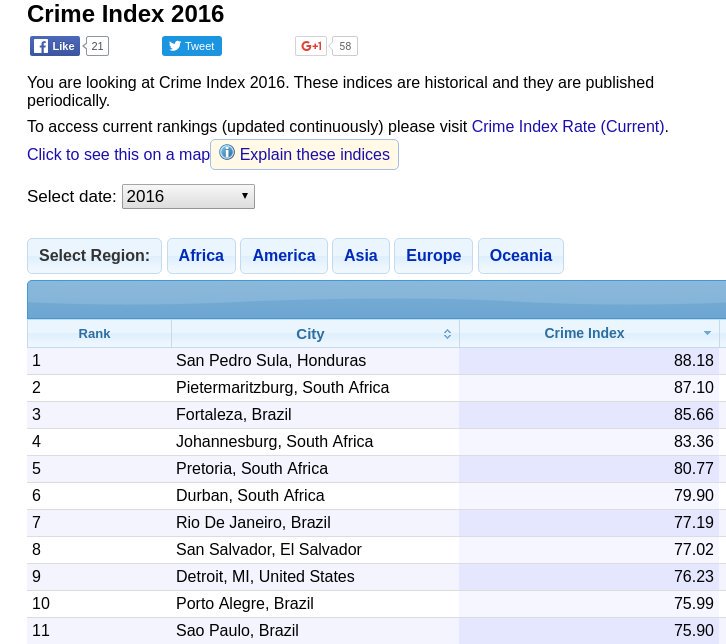 Crime Index 2016
Like 21 Tweet G+1 58
You are looking at Crime Index 2016. These indices are historical and they are published
periodically.
To access current rankings (updated continuously) please visit Crime Index Rate (Current).
Click to see this on a map Explain these indices
Select date: 2016
Select Region: Africa America Asia Europe Oceania
Rank City Crime Index
1 San Pedro Sula, Honduras 88.18
2 Pietermaritzburg, South Africa 87.10
3 Fortaleza, Brazil 85.66
4 Johannesburg, South Africa 83.36
5 Pretoria, South Africa 80.77
6 Durban, South Africa 79.90
7 Rio De Janeiro, Brazil 77.19
8 San Salvador, El Salvador 77.02
9 Detroit, MI, United States 76.23
10 Porto Alegre, Brazil 75.99
11 Sao Paulo, Brazil 75.90